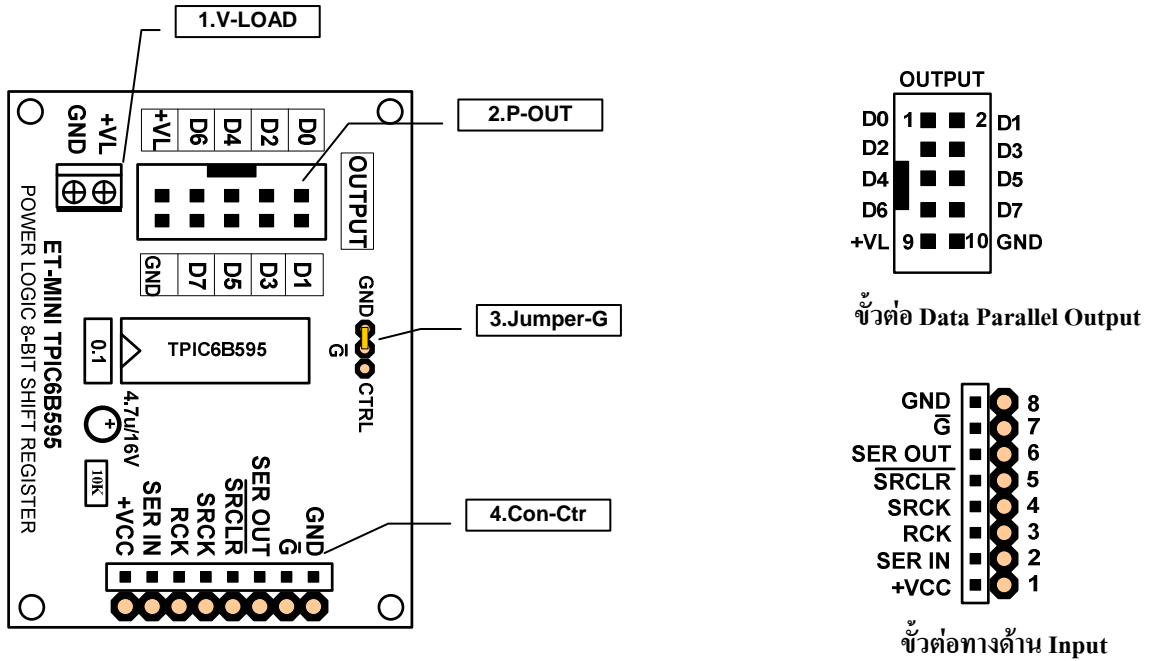 1.V-LOAD
2.P-OUT
3.Jumper-G
4.Con-Ctr
GND
+VL
+VL
D6
D4
D2
D0
OUTPUT
GND
D7
D5
D3
D1
GND
G̅
CTRL
ET-MINI TPIC6B595
POWER LOGIC 8-BIT SHIFT REGISTER
0.1
TPIC6B595
4.7u/16V
+
10K
+VCC
SER IN
RCK
SRCK
S̅R̅C̅L̅R̅
SER OUT
G̅
GND
OUTPUT
D0 1 2 D1
D2 D3
D4 D5
D6 D7
+VL 9 10 GND
ขั้วต่อ Data Parallel Output
GND 8
G̅ 7
SER OUT 6
S̅R̅C̅L̅R̅ 5
SRCK 4
RCK 3
SER IN 2
+VCC 1
ขั้วต่อทางด้าน Input